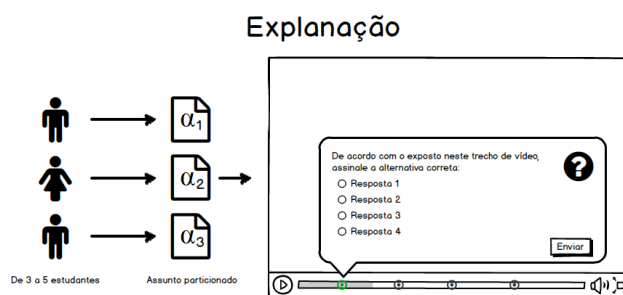 Explanação
α1
α2
α3
De 3 a 5 estudantes
Assunto particionado
De acordo com o exposto neste trecho de vídeo,
assinale a alternativa correta:
Resposta 1
Resposta 2
Resposta 3
Resposta 4
?
Enviar